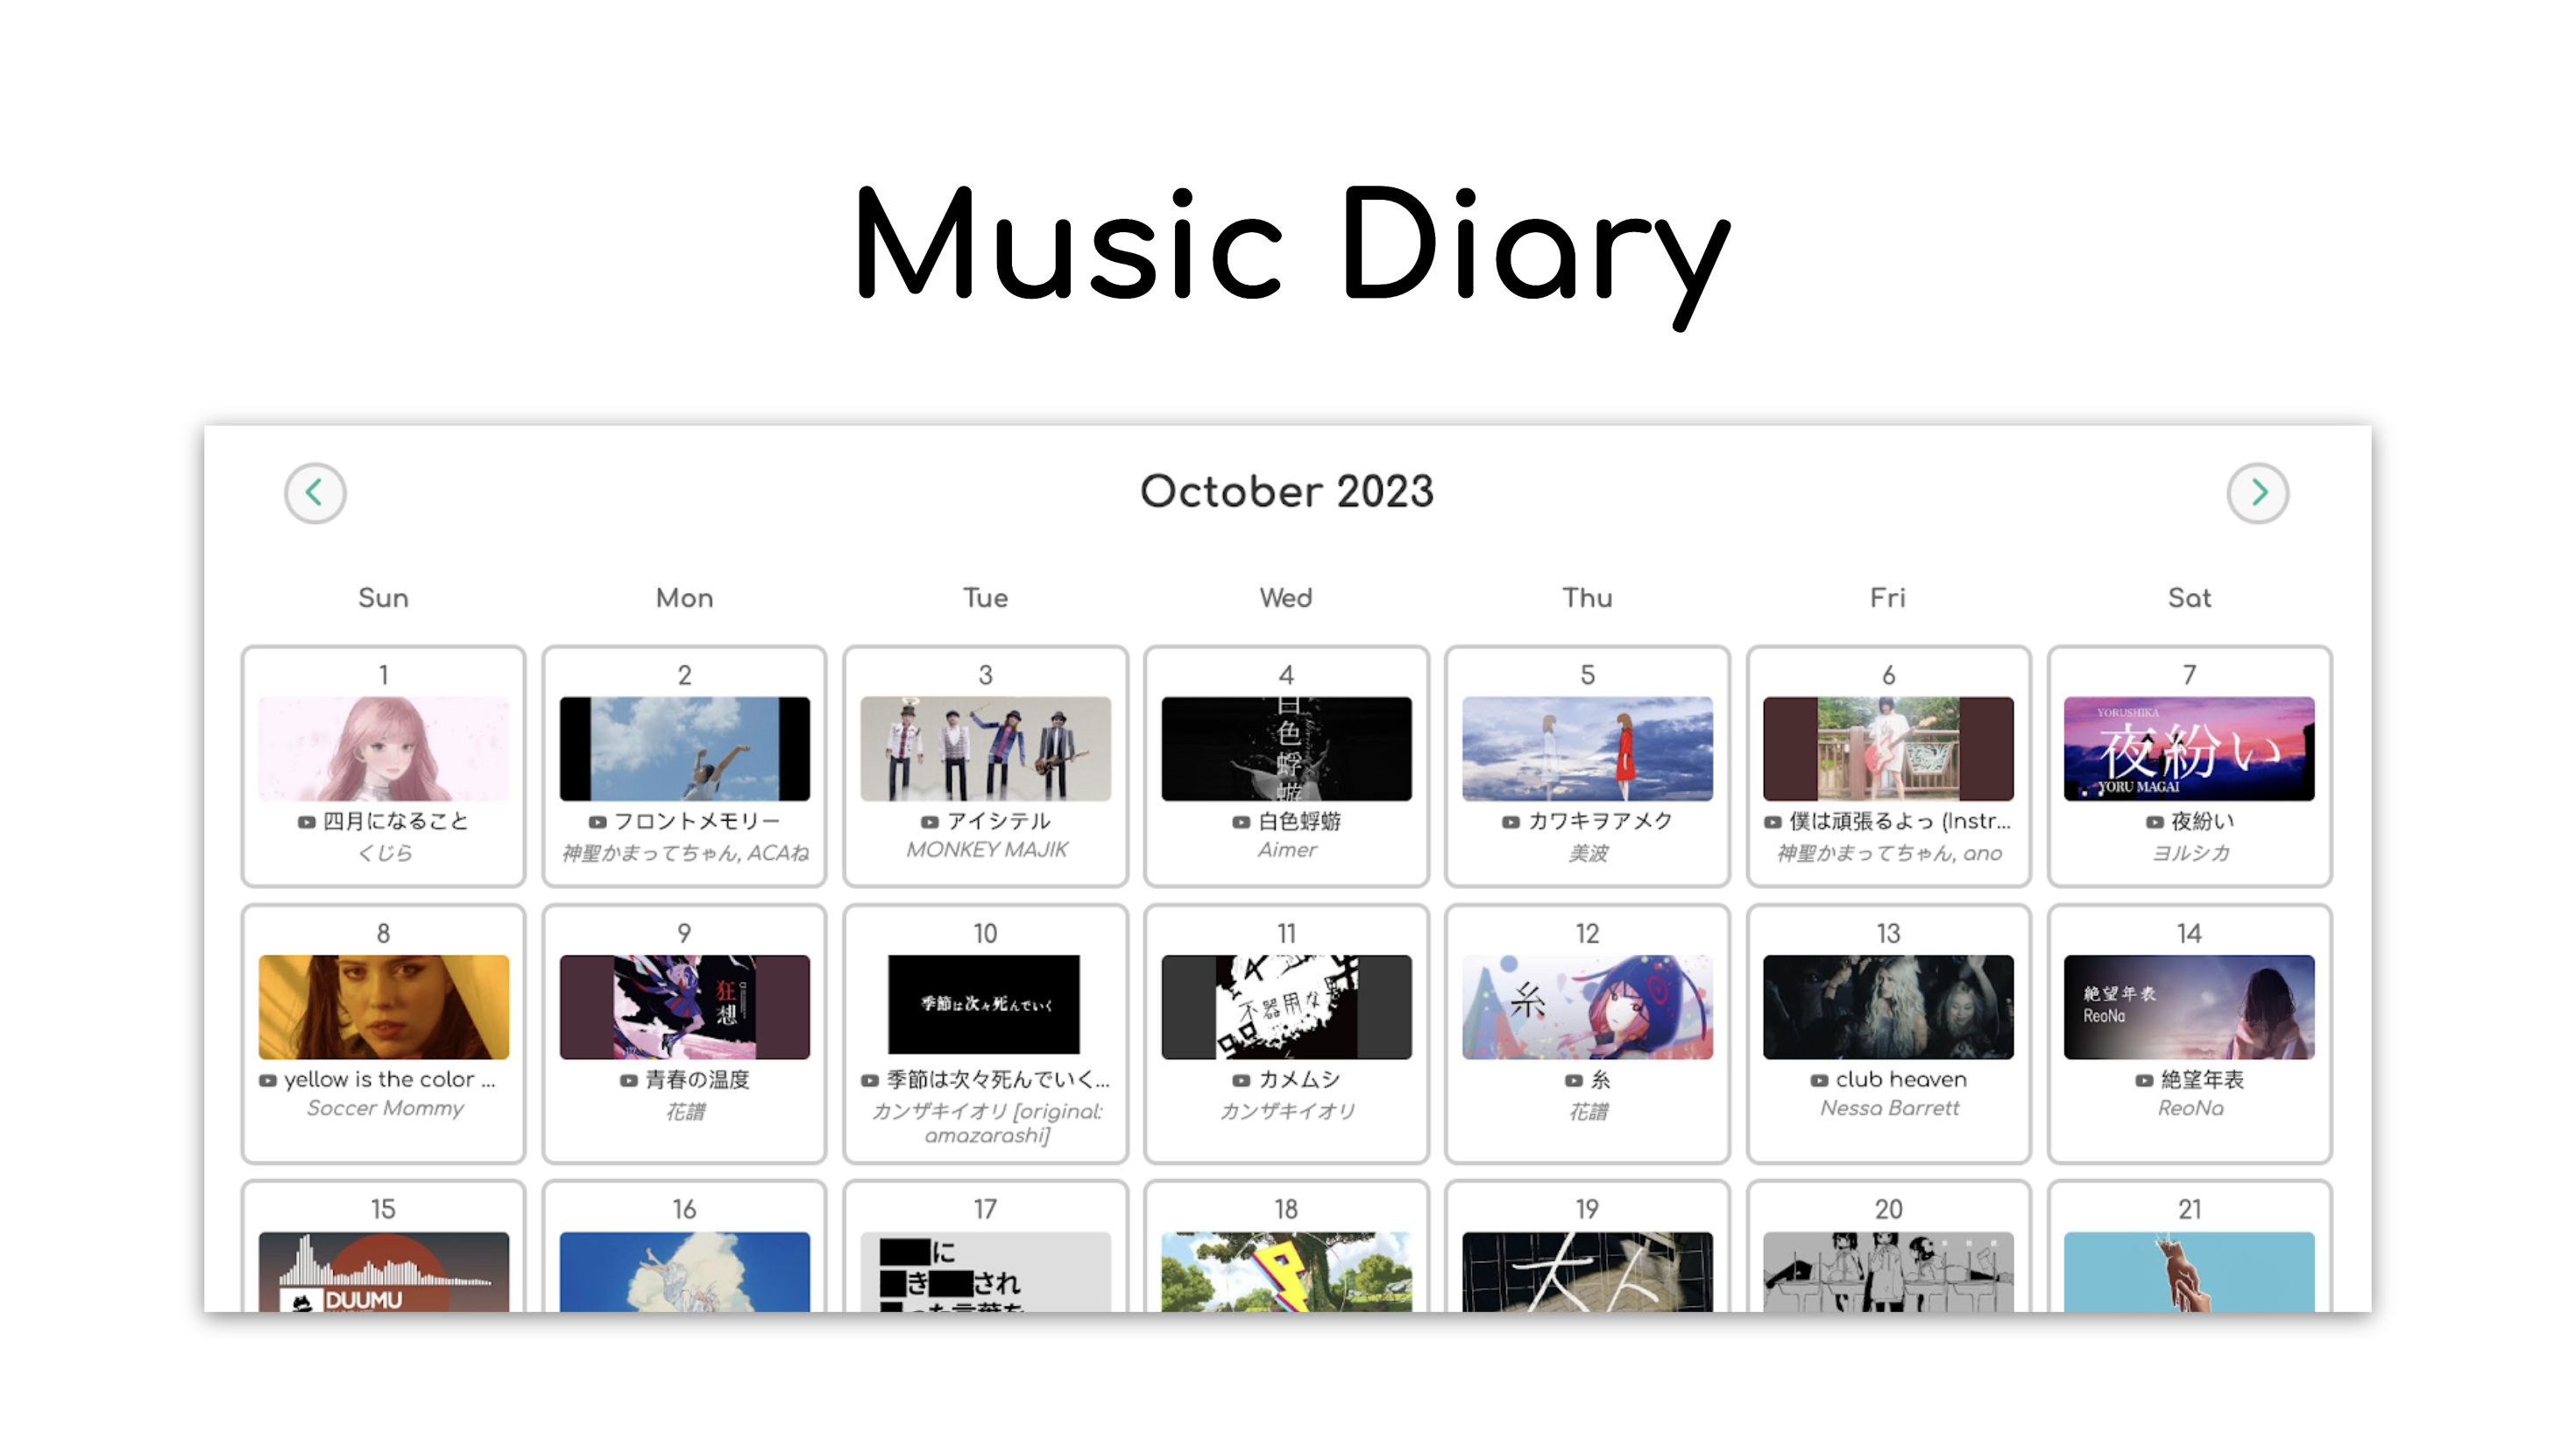 Music Diary
October 2023
Sun Mon Tue Wed Thu Fri Sat
1 2 3 4 5 6 7
白色蜉蝣
YORUSHIKA
夜紛い
YORU MAGAI
四月になること
くじら
フロントメモリー
神聖かまってちゃん, ACAね
アイシテル
MONKEY MAJIK
白色蜉蝣
Aimer
カワキヲアメク
美波
僕は頑張るよっ (Instr...
神聖かまってちゃん, ano
夜紛い
ヨルシカ
8 9 10 11 12 13 14
狂想
季節は次々死んでいく
不器用な男
糸
絶望年表
ReoNa
yellow is the color ...
Soccer Mommy
青春の温度
花譜
季節は次々死んでいく...
カンザキイオリ [original:
amazarashi]
カメムシ
カンザキイオリ
糸
花譜
club heaven
Nessa Barrett
絶望年表
ReoNa
15 16 17 18 19 20 21
DUUMU
に
き され
った言葉を